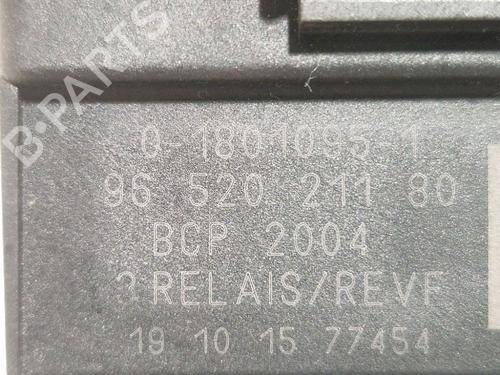 B-PARTS
0-1801095-1
96 520 211 80
BCP 2004
3 RELAIS/REVF
19 10 15 77454